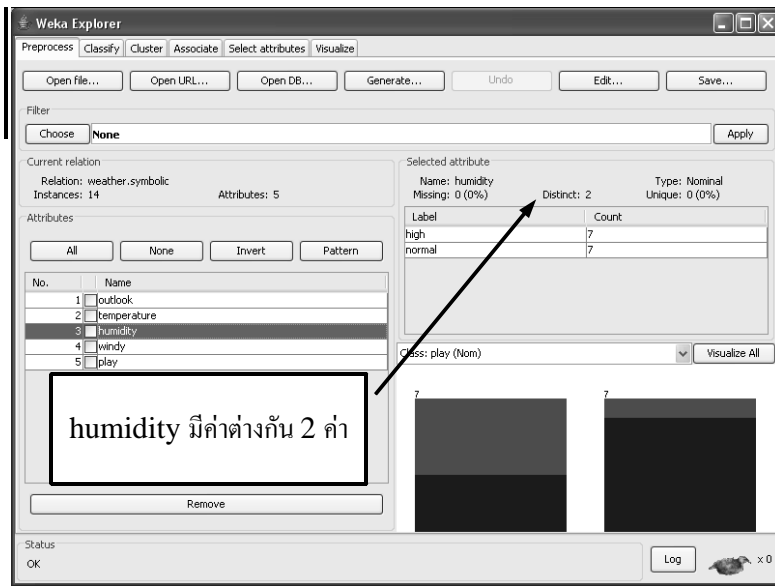 Weka Explorer
Preprocess Classify Cluster Associate Select attributes Visualize
Open file... Open URL... Open DB... Generate... Undo Edit... Save...
Filter
Choose None Apply
Current relation
Relation: weather.symbolic
Instances: 14 Attributes: 5
Selected attribute
Name: humidity Type: Nominal
Missing: 0 (0%) Distinct: 2 Unique: 0 (0%)
Attributes
All None Invert Pattern
No. Name
1 outlook
2 temperature
3 humidity
4 windy
5 play
Label Count
high 7
normal 7
Class: play (Nom) Visualize All
7 7
humidity มีค่าต่างกัน 2 ค่า
Remove
Status
OK
Log x 0